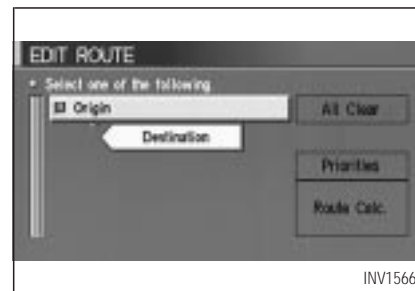 EDIT ROUTE
Select one of the following
Origin
Destination
All Clear
Priorities
Route Calc.
INV1566